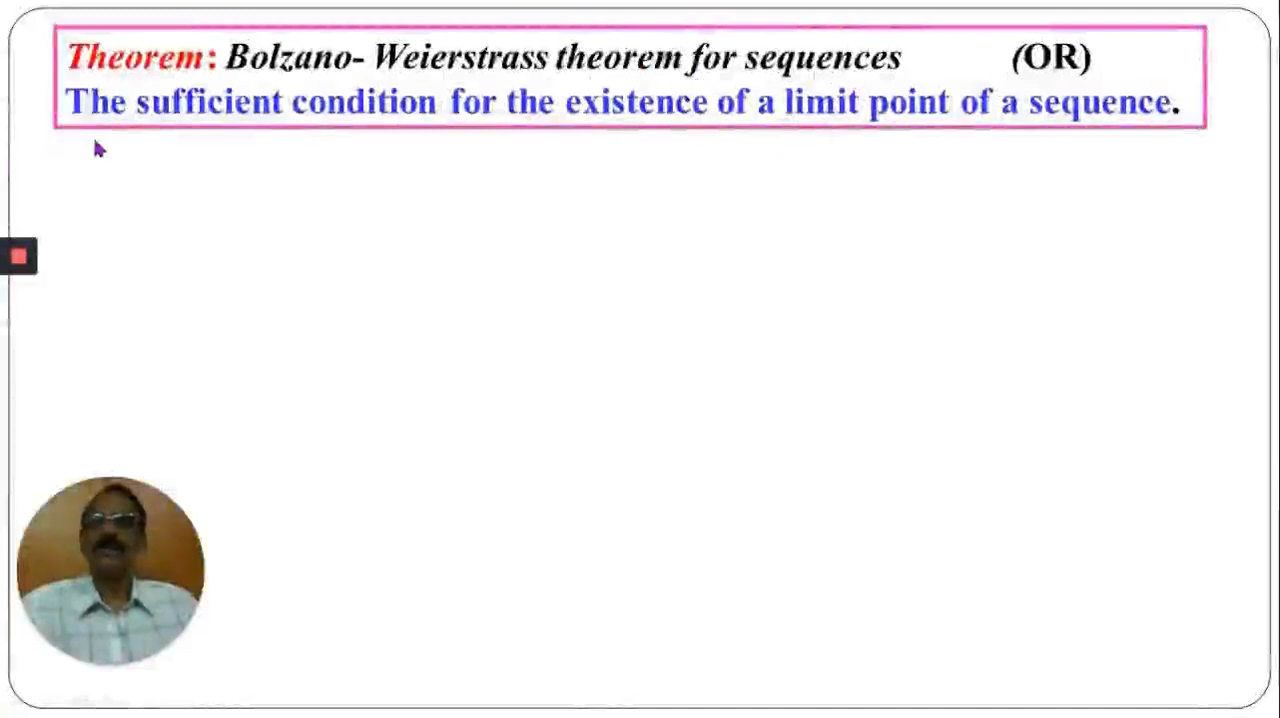 Theorem: Bolzano- Weierstrass theorem for sequences (OR)
The sufficient condition for the existence of a limit point of a sequence.